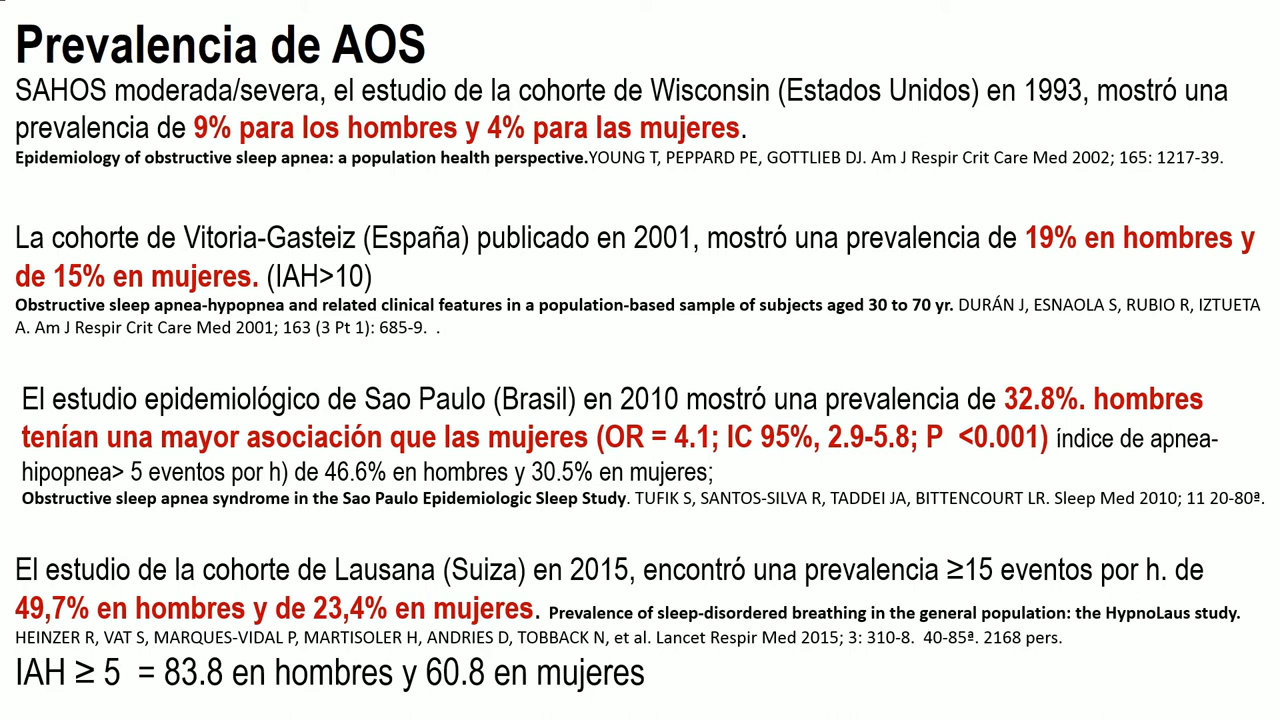 Prevalencia de AOS
SAHOS moderada/severa, el estudio de la cohorte de Wisconsin (Estados Unidos) en 1993, mostró una
prevalencia de 9% para los hombres y 4% para las mujeres.
Epidemiology of obstructive sleep apnea: a population health perspective.YOUNG T, PEPPARD PE, GOTTLIEB DJ. Am J Respir Crit Care Med 2002; 165: 1217-39.
La cohorte de Vitoria-Gasteiz (España) publicado en 2001, mostró una prevalencia de 19% en hombres y
de 15% en mujeres. (IAH>10)
Obstructive sleep apnea-hypopnea and related clinical features in a population-based sample of subjects aged 30 to 70 yr. DURÁN J, ESNAOLA S, RUBIO R, IZTUETA
A. Am J Respir Crit Care Med 2001; 163 (3 Pt 1): 685-9. .
El estudio epidemiológico de Sao Paulo (Brasil) en 2010 mostró una prevalencia de 32.8%. hombres
tenían una mayor asociación que las mujeres (OR = 4.1; IC 95%, 2.9-5.8; P <0.001) índice de apnea-
hipopnea> 5 eventos por h) de 46.6% en hombres y 30.5% en mujeres;
Obstructive sleep apnea syndrome in the Sao Paulo Epidemiologic Sleep Study. TUFIK S, SANTOS-SILVA R, TADDEI JA, BITTENCOURT LR. Sleep Med 2010; 11 20-80ª.
El estudio de la cohorte de Lausana (Suiza) en 2015, encontró una prevalencia ≥15 eventos por h. de
49,7% en hombres y de 23,4% en mujeres. Prevalence of sleep-disordered breathing in the general population: the HypnoLaus study.
HEINZER R, VAT S, MARQUES-VIDAL P, MARTISOLER H, ANDRIES D, TOBBACK N, et al. Lancet Respir Med 2015; 3: 310-8. 40-85ª. 2168 pers.
IAH ≥ 5 = 83.8 en hombres y 60.8 en mujeres